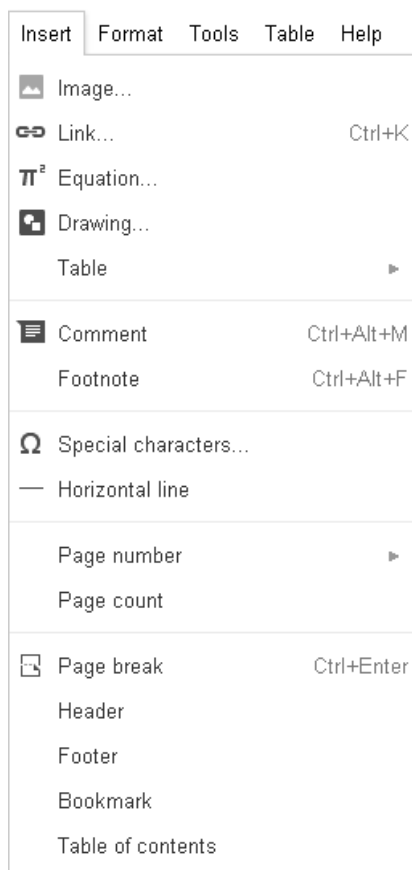 Insert Format Tools Table Help
Image...
Link... Ctrl+K
π² Equation...
Drawing...
Table
Comment Ctrl+Alt+M
Footnote Ctrl+Alt+F
Ω Special characters...
Horizontal line
Page number
Page count
Page break Ctrl+Enter
Header
Footer
Bookmark
Table of contents